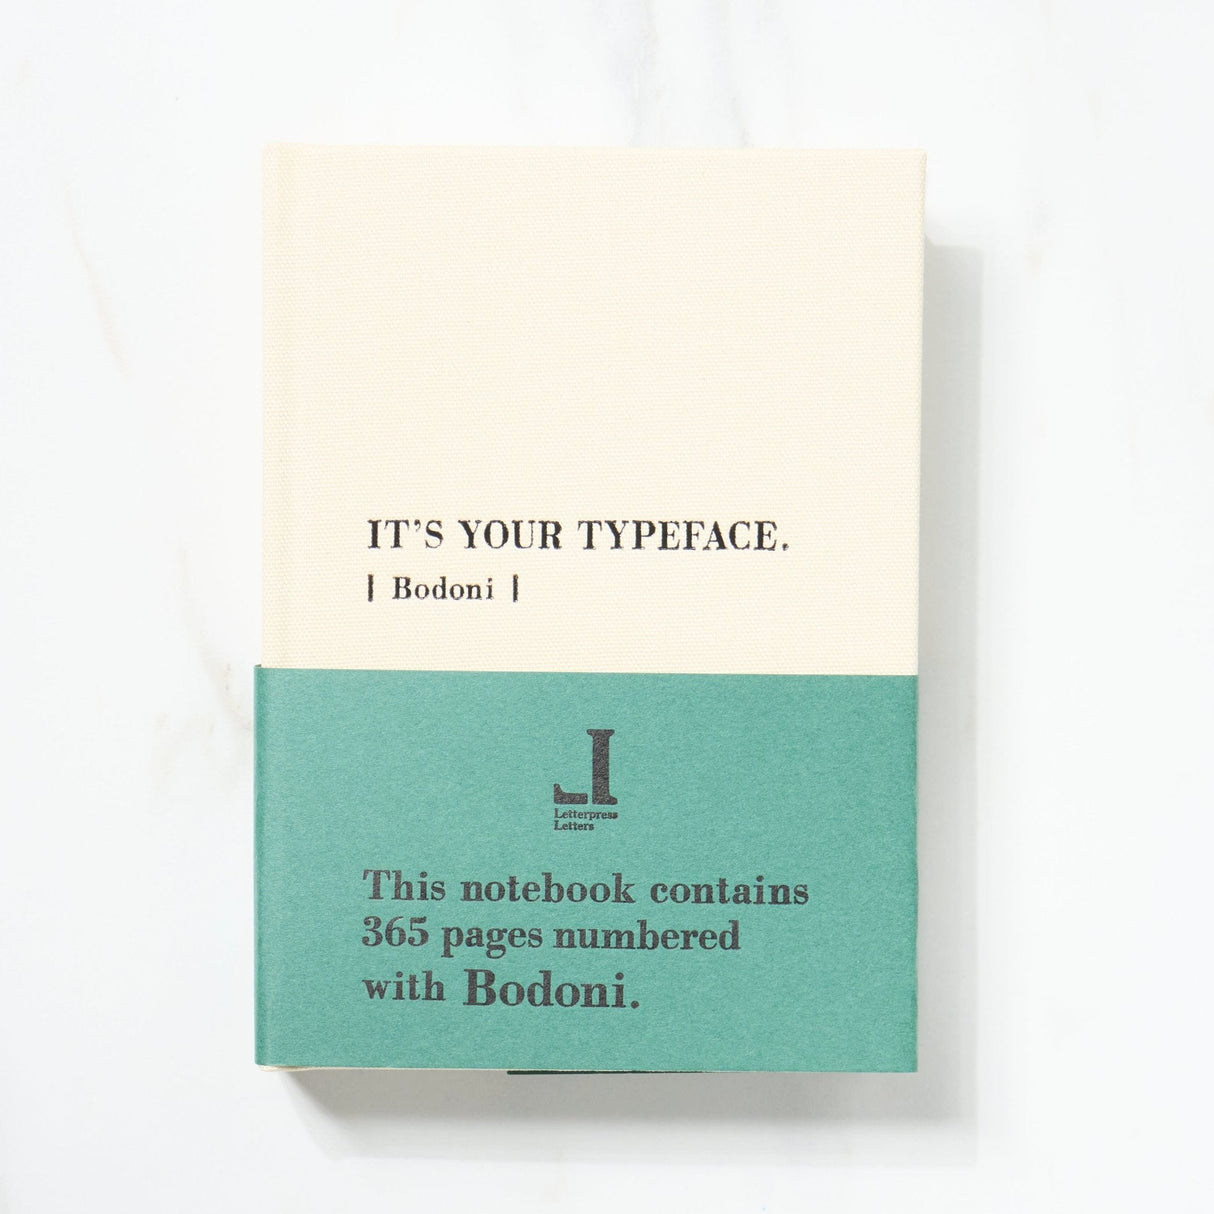 IT'S YOUR TYPEFACE.
| Bodoni |
Letterpress
Letters
This notebook contains
365 pages numbered
with Bodoni.